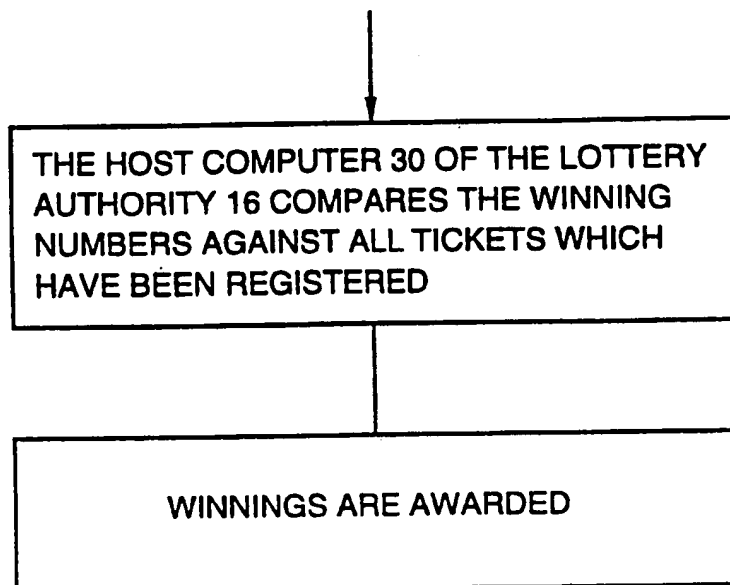 THE HOST COMPUTER 30 OF THE LOTTERY
AUTHORITY 16 COMPARES THE WINNING
NUMBERS AGAINST ALL TICKETS WHICH
HAVE BEEN REGISTERED
WINNINGS ARE AWARDED